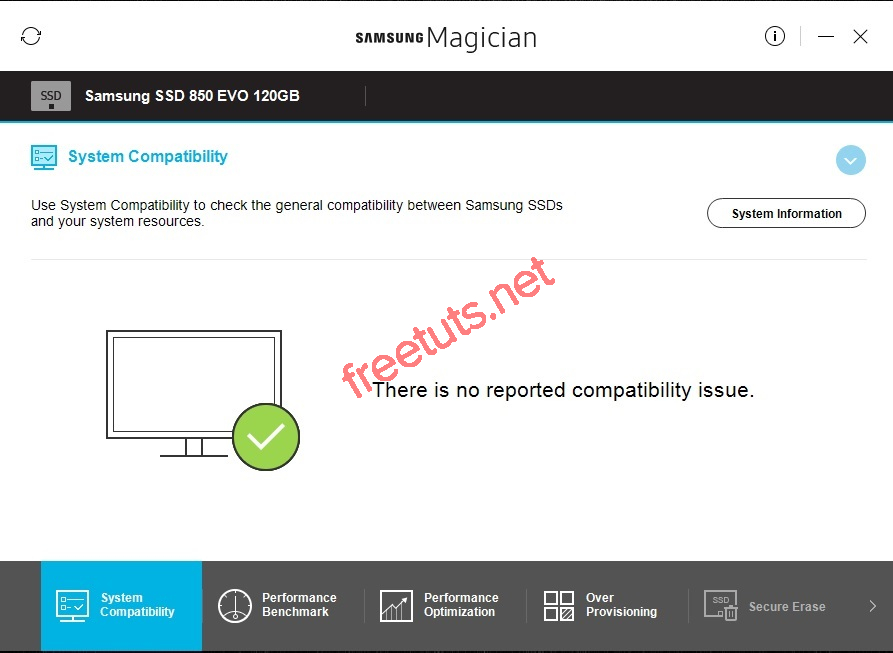 SAMSUNG Magician
SSD
Samsung SSD 850 EVO 120GB
System Compatibility
Use System Compatibility to check the general compatibility between Samsung SSDs
and your system resources.
System Information
freetuts.net
There is no reported compatibility issue.
System
Compatibility
Performance
Benchmark
Performance
Optimization
Over
Provisioning
SSD
Secure Erase